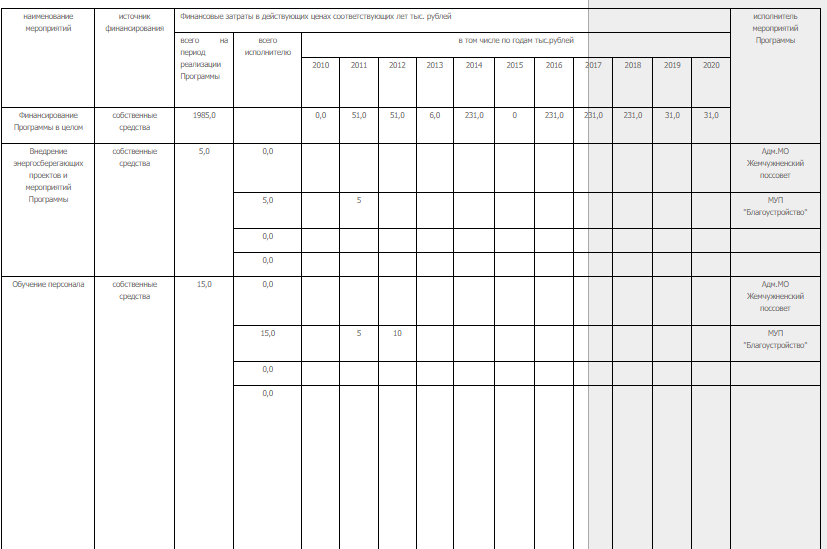 наименование мероприятий
источник финансирования
Финансовые затраты в действующих ценах соответствующих лет тыс. рублей
исполнитель мероприятий Программы
всего на период реализации Программы
всего исполнителю
в том числе по годам тыс.рублей
2010 2011 2012 2013 2014 2015 2016 2017 2018 2019 2020
Финансирование Программы в целом
собственные средства
1985,0
0,0 51,0 51,0 6,0 231,0 0 231,0 231,0 231,0 31,0 31,0
Внедрение энергосберегающих проектов и мероприятий Программы
собственные средства
5,0
0,0
Адм.МО Жемчужненский поссовет
5,0 5
МУП "Благоустройство"
0,0
0,0
Обучение персонала
собственные средства
15,0
0,0
Адм.МО Жемчужненский поссовет
15,0 5 10
МУП "Благоустройство"
0,0
0,0